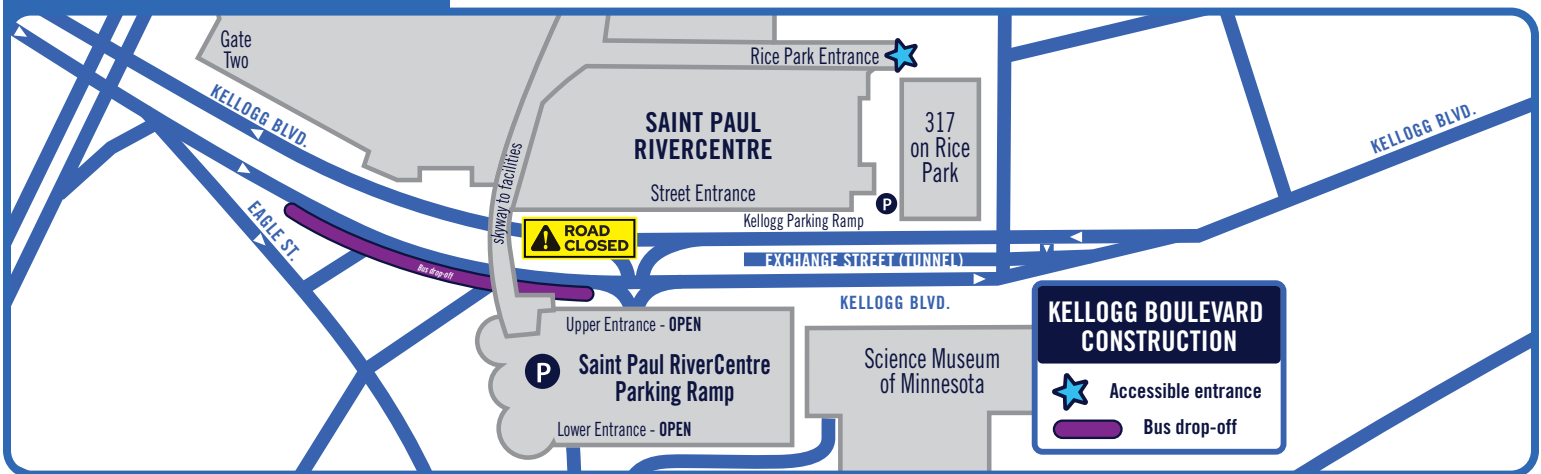 Gate
Two
Rice Park Entrance
KELLOGG BLVD.
SAINT PAUL
RIVERCENTRE
317
on Rice
Park
KELLOGG BLVD.
skyway to facilities
Street Entrance
P
Kellogg Parking Ramp
EAGLE ST.
ROAD
CLOSED
Bus drop-off
EXCHANGE STREET (TUNNEL)
KELLOGG BLVD.
Upper Entrance - OPEN
P
Saint Paul RiverCentre
Parking Ramp
Lower Entrance - OPEN
Science Museum
of Minnesota
KELLOGG BOULEVARD
CONSTRUCTION
Accessible entrance
Bus drop-off